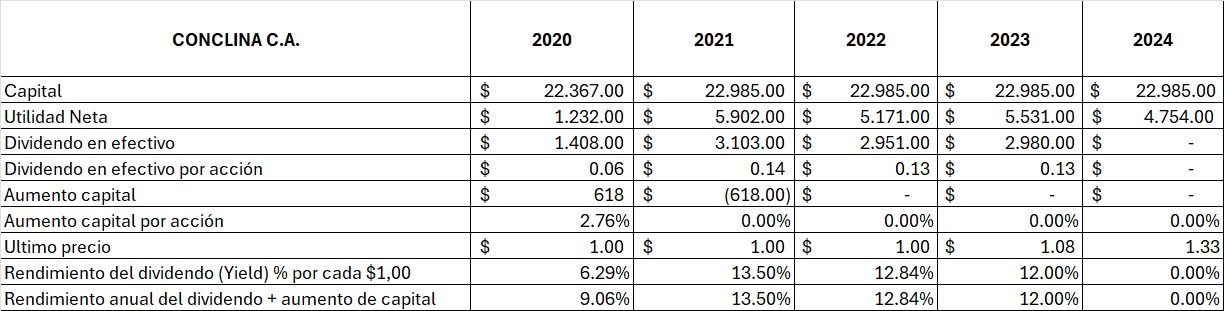 CONCLINA C.A. 2020 2021 2022 2023 2024
Capital $ 22.367.00 $ 22.985.00 $ 22.985.00 $ 22.985.00 $ 22.985.00
Utilidad Neta $ 1.232.00 $ 5.902.00 $ 5.171.00 $ 5.531.00 $ 4.754.00
Dividendo en efectivo $ 1.408.00 $ 3.103.00 $ 2.951.00 $ 2.980.00 $ -
Dividendo en efectivo por acción $ 0.06 $ 0.14 $ 0.13 $ 0.13 $ -
Aumento capital $ 618 $ (618.00) $ - $ - $ -
Aumento capital por acción 2.76% 0.00% 0.00% 0.00% 0.00%
Ultimo precio $ 1.00 $ 1.00 $ 1.00 $ 1.08 $ 1.33
Rendimiento del dividendo (Yield) % por cada $1,00 6.29% 13.50% 12.84% 12.00% 0.00%
Rendimiento anual del dividendo + aumento de capital 9.06% 13.50% 12.84% 12.00% 0.00%